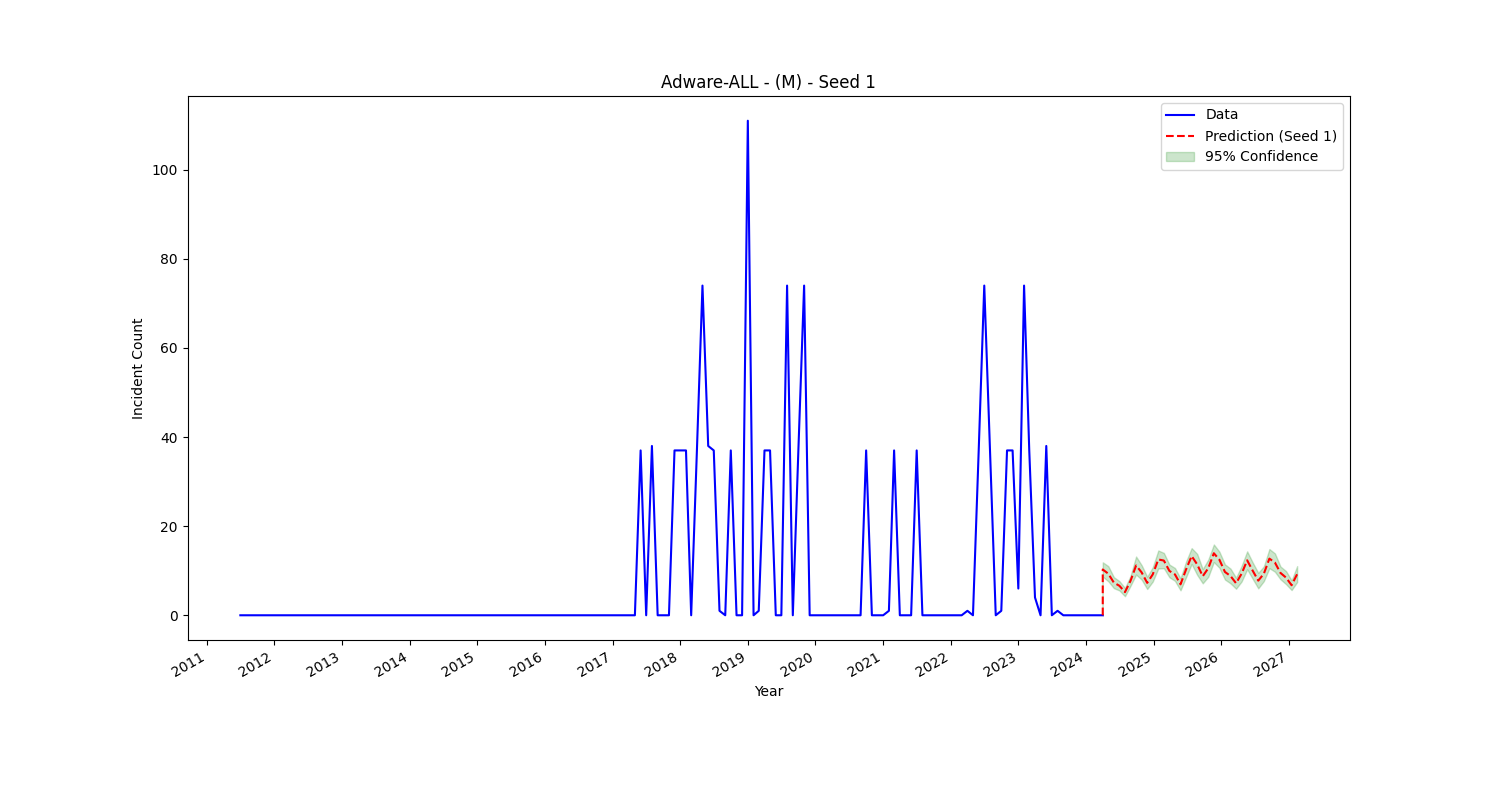 Adware-ALL - (M) - Seed 1
Data
Prediction (Seed 1)
95% Confidence
Incident Count
100
80
60
40
20
0
2011 2012 2013 2014 2015 2016 2017 2018 2019 2020 2021 2022 2023 2024 2025 2026 2027
Year